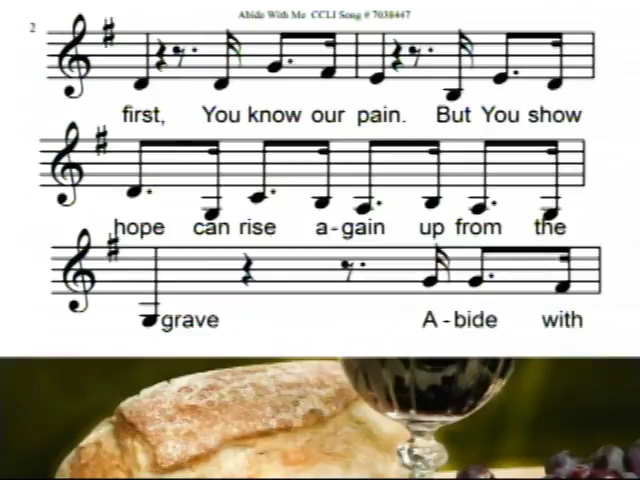 Abide With Me CCLI Song # 7038447
2
first, You know our pain. But You show
hope can rise a-gain up from the
grave A-bide with